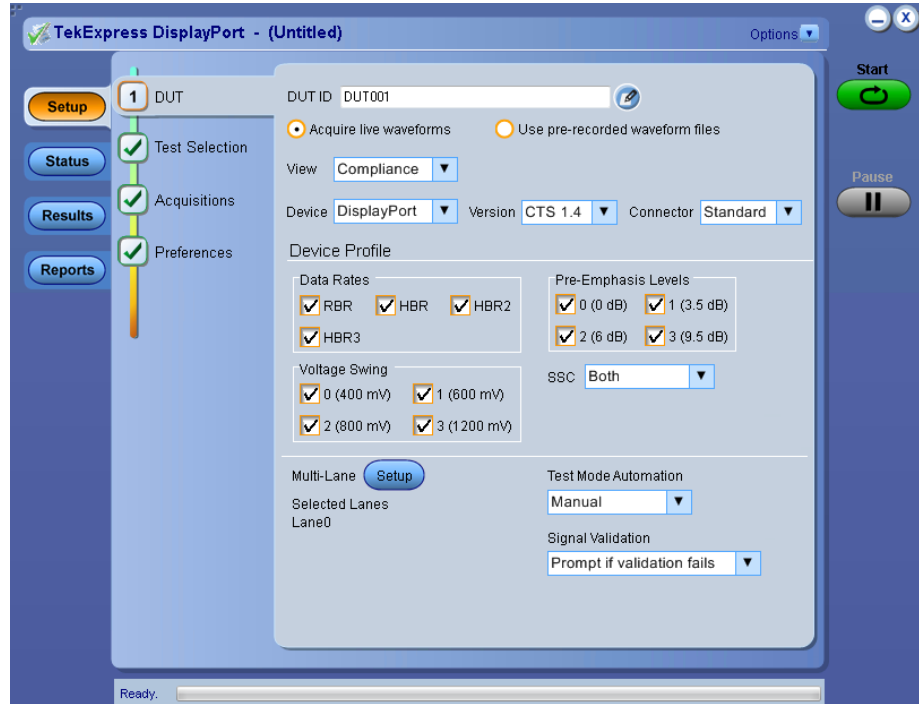 TekExpress DisplayPort - (Untitled)
Options
Start
Setup
Status
Results
Reports
Pause
1 DUT
Test Selection
Acquisitions
Preferences
DUT ID DUT001
Acquire live waveforms Use pre-recorded waveform files
View Compliance
Device DisplayPort Version CTS 1.4 Connector Standard
Device Profile
Data Rates
RBR HBR HBR2
HBR3
Pre-Emphasis Levels
0 (0 dB) 1 (3.5 dB)
2 (6 dB) 3 (9.5 dB)
Voltage Swing
0 (400 mV) 1 (600 mV)
2 (800 mV) 3 (1200 mV)
SSC Both
Multi-Lane Setup
Selected Lanes
Lane0
Test Mode Automation
Manual
Signal Validation
Prompt if validation fails
Ready.